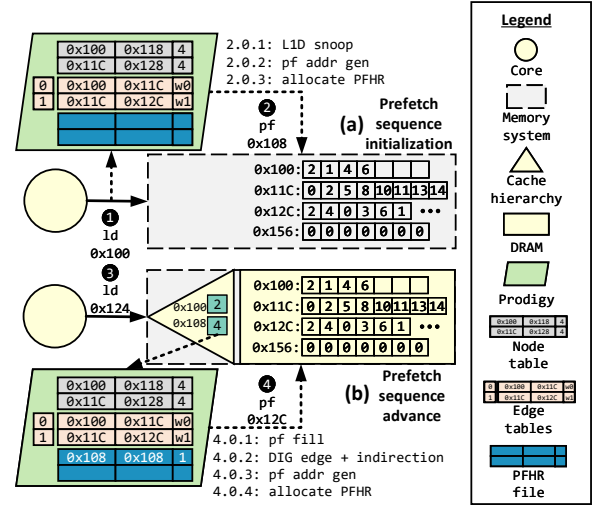 0x100 0x118 4
0x11C 0x128 4
0 0x100 0x11C w0
1 0x11C 0x12C w1
2.0.1: L1D snoop
2.0.2: pf addr gen
2.0.3: allocate PFHR
2
pf
0x108
(a) Prefetch
sequence
initialization
0x100: 2 1 4 6
0x11C: 0 2 5 8 10 11 13 14
0x12C: 2 4 0 3 6 1 •••
0x156: 0 0 0 0 0 0 0
1
ld
0x100
3
ld
0x124
0x100 2
0x108 4
0x100: 2 1 4 6
0x11C: 0 2 5 8 10 11 13 14
0x12C: 2 4 0 3 6 1 •••
0x156: 0 0 0 0 0 0 0
0x100 0x118 4
0x11C 0x128 4
0 0x100 0x11C w0
1 0x11C 0x12C w1
0x108 0x108 1
4
pf
0x12C
(b) Prefetch
sequence
advance
4.0.1: pf fill
4.0.2: DIG edge + indirection
4.0.3: pf addr gen
4.0.4: allocate PFHR
Legend
Core
Memory
system
Cache
hierarchy
DRAM
Prodigy
0x100 0x118 4
0x11C 0x128 4
Node
table
0 0x100 0x11C w0
1 0x11C 0x12C w1
Edge
tables
PFHR
file